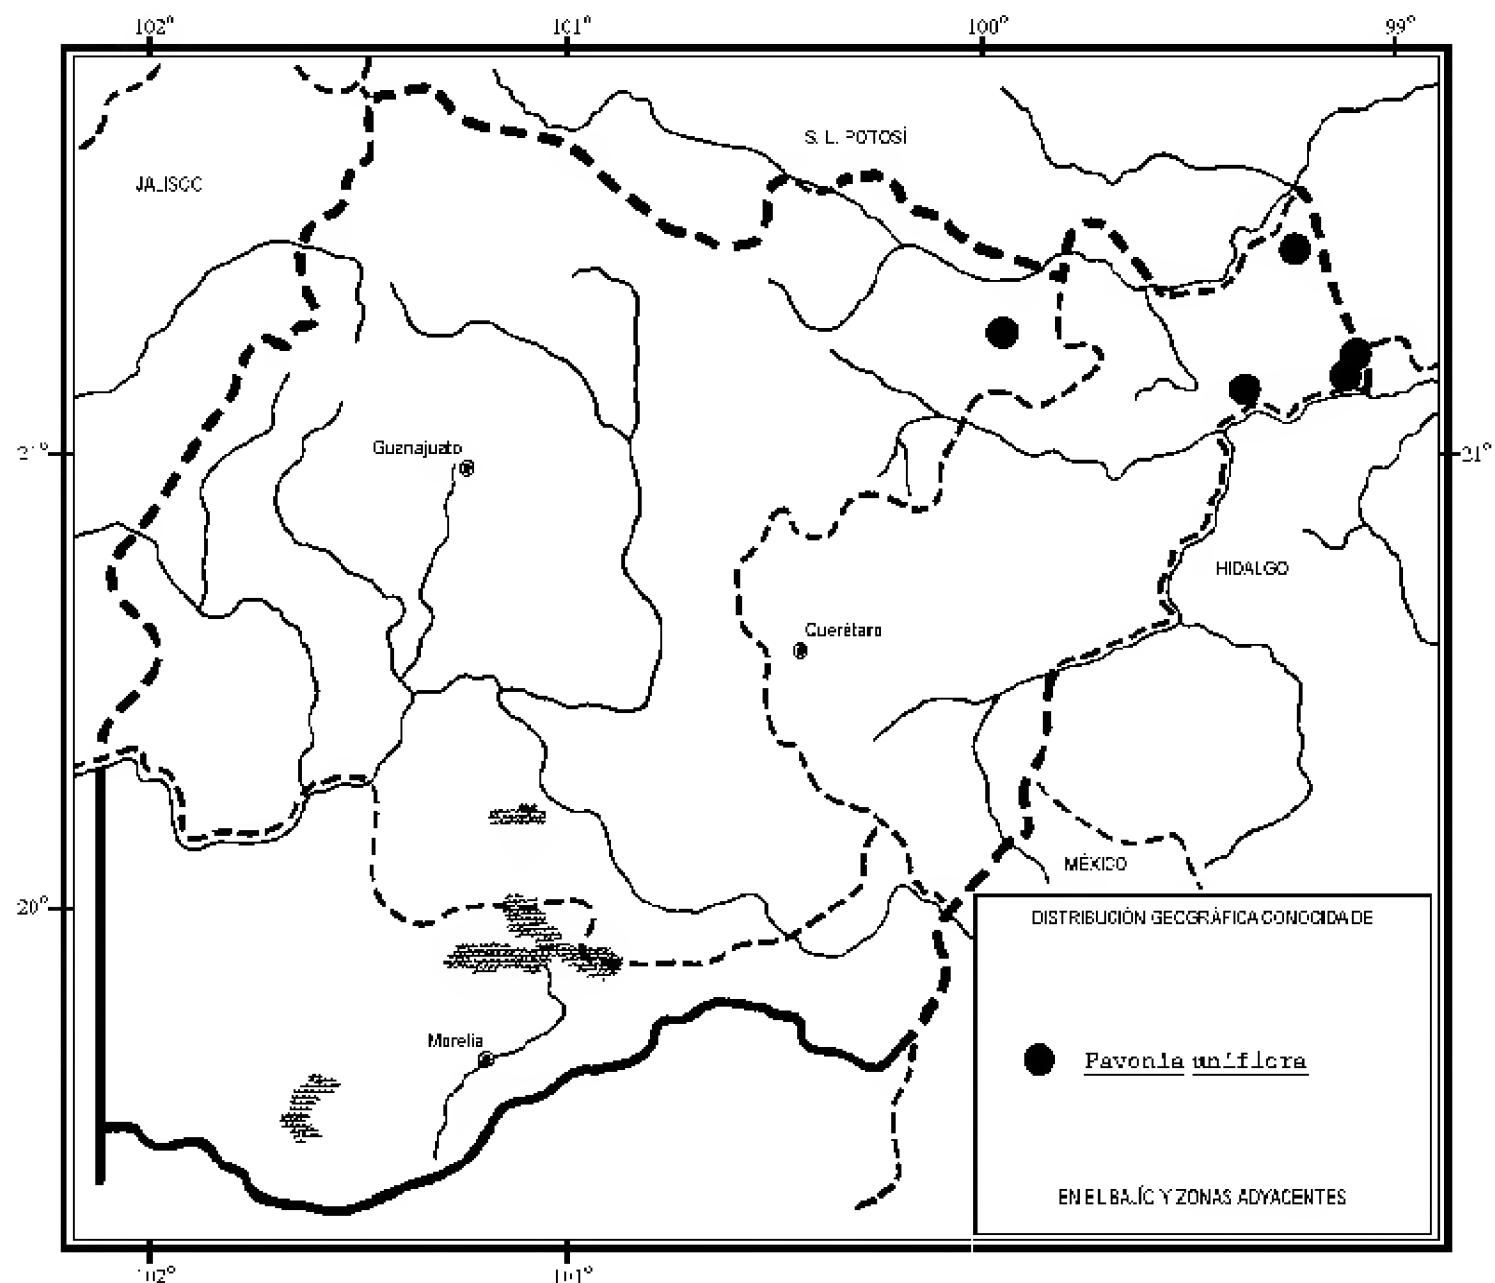 102° 101° 100° 99°
S. L. POTOSÍ
JALISCO
Guanajuato
21° 21°
HIDALGO
Querétaro
MÉXICO
20°
DISTRIBUCIÓN GEOGRÁFICA CONOCIDA DE
Morelia
Pavonia uniflora
EN EL BAJÍO Y ZONAS ADYACENTES
102° 101°